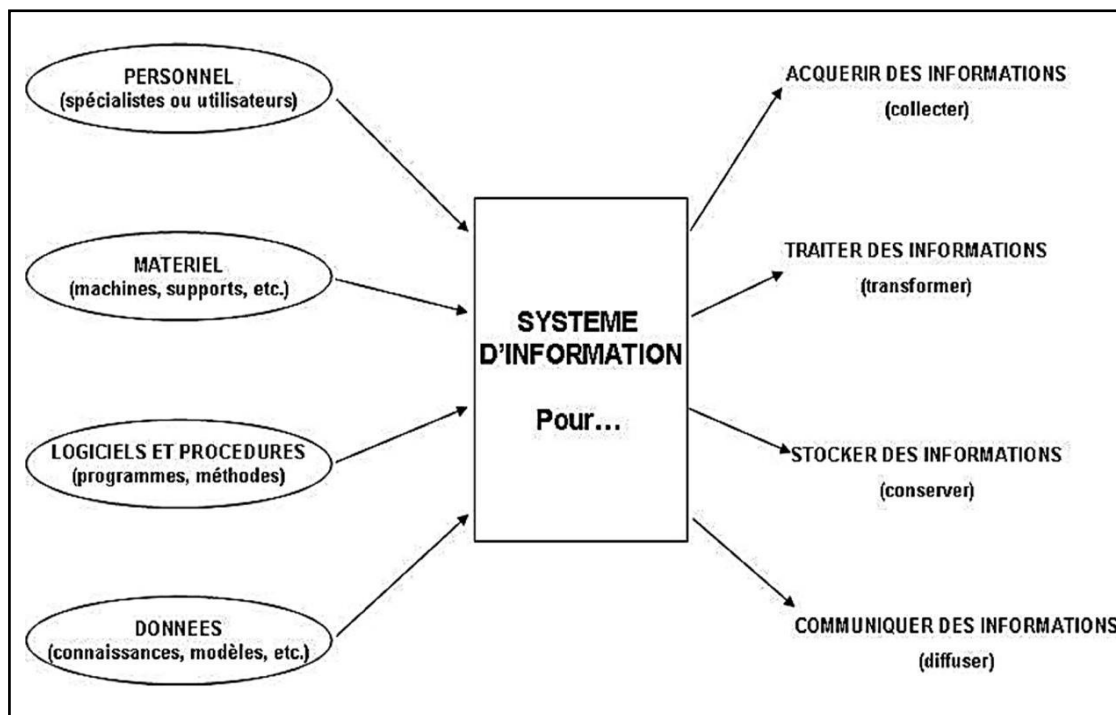 PERSONNEL
(spécialistes ou utilisateurs)
MATERIEL
(machines, supports, etc.)
LOGICIELS ET PROCEDURES
(programmes, méthodes)
DONNEES
(connaissances, modèles, etc.)
SYSTEME
D'INFORMATION
Pour...
ACQUERIR DES INFORMATIONS
(collecter)
TRAITER DES INFORMATIONS
(transformer)
STOCKER DES INFORMATIONS
(conserver)
COMMUNIQUER DES INFORMATIONS
(diffuser)